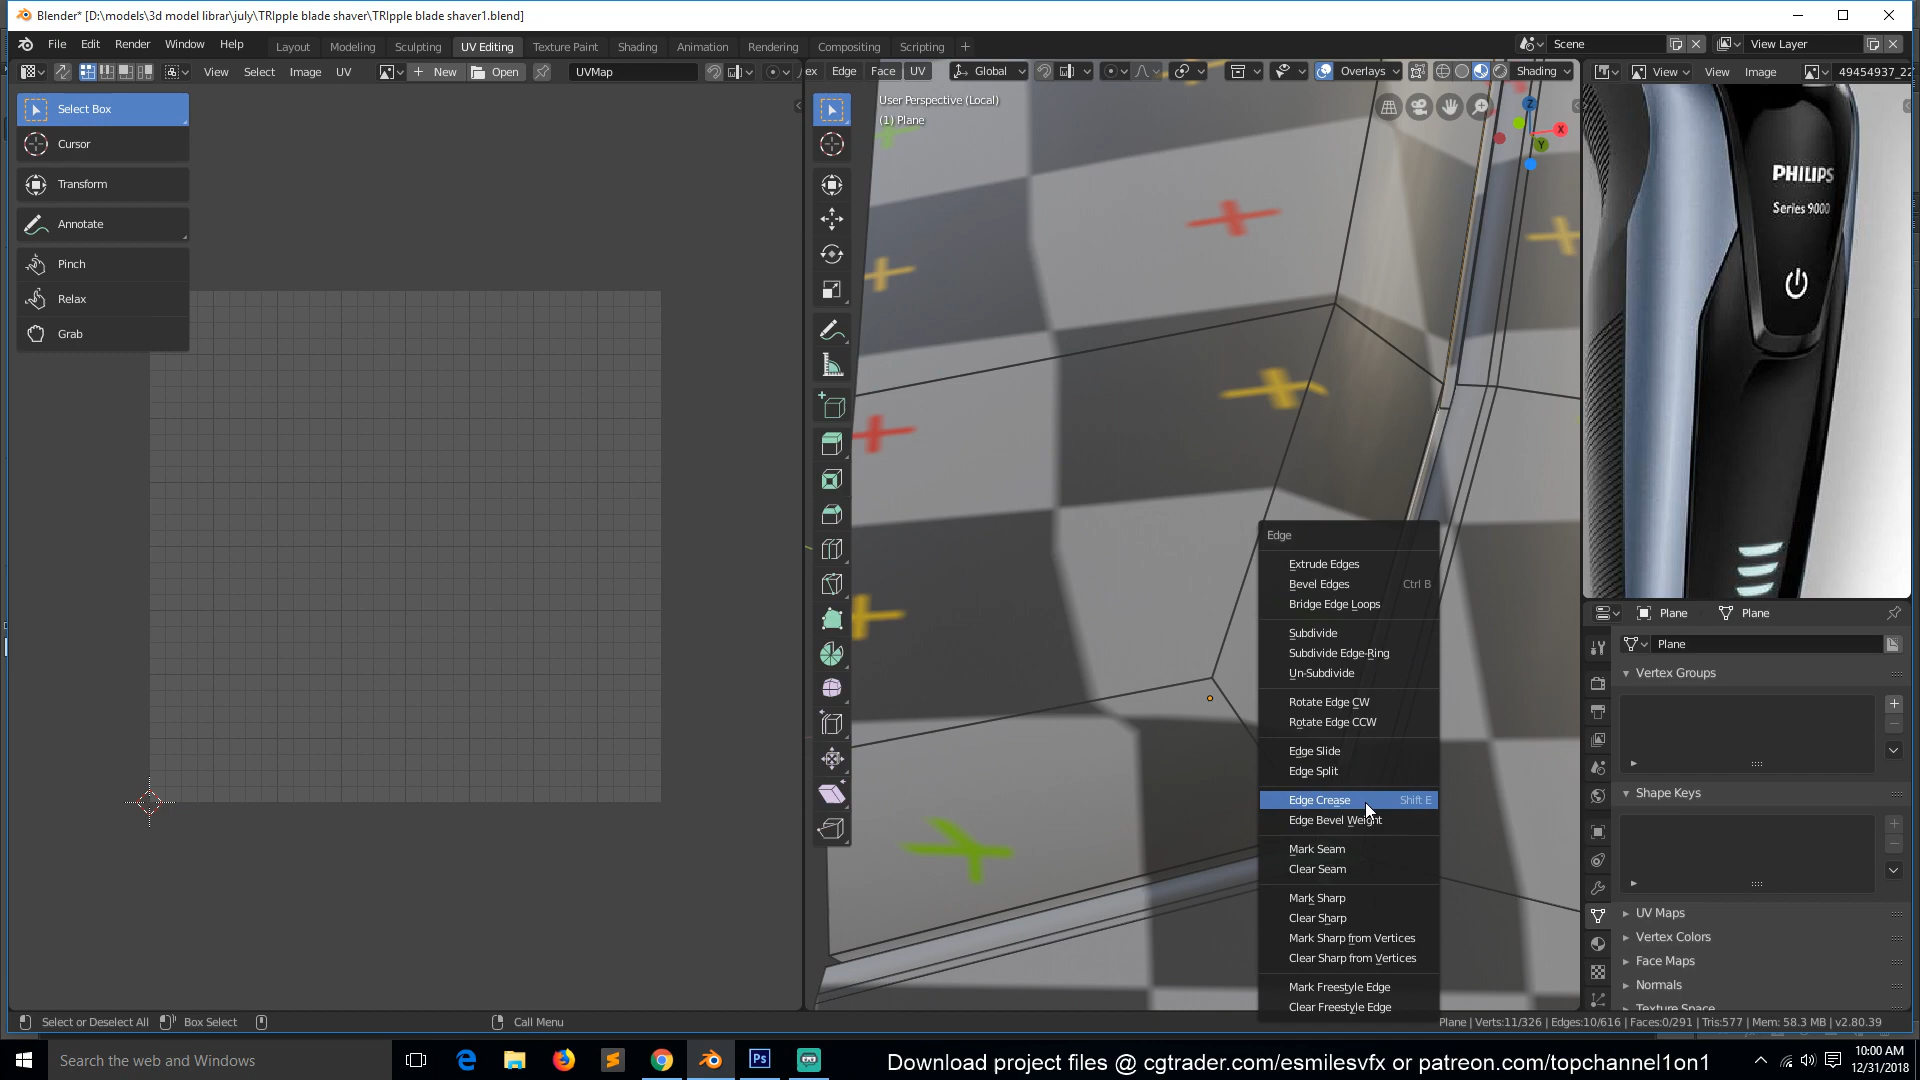 Blender* [D:\models\3d model librar\july\TRIpple blade shaver\TRIpple blade shaver1.blend]
File Edit Render Window Help
Layout Modeling Sculpting UV Editing Texture Paint Shading Animation Rendering Compositing Scripting
Scene
View Layer
View Select Image UV
New
Open
UVMap
ex Edge Face UV
Global
Overlays
Shading
View View Image
49454937_22
Select Box
Cursor
Transform
Annotate
Pinch
Relax
Grab
User Perspective (Local)
(1) Plane
Z
X
Y
PHILIPS
Series 9000
Edge
Extrude Edges
Bevel Edges Ctrl B
Bridge Edge Loops
Subdivide
Subdivide Edge-Ring
Un-Subdivide
Rotate Edge CW
Rotate Edge CCW
Edge Slide
Edge Split
Edge Crease Shift E
Edge Bevel Weight
Mark Seam
Clear Seam
Mark Sharp
Clear Sharp
Mark Sharp from Vertices
Clear Sharp from Vertices
Mark Freestyle Edge
Clear Freestyle Edge
Plane Plane
Plane
Vertex Groups
Shape Keys
UV Maps
Vertex Colors
Face Maps
Normals
Texture Space
Select or Deselect All
Box Select
Call Menu
Plane | Verts:11/326 | Edges:10/616 | Faces:0/291 | Tris:577 | Mem: 58.3 MB | v2.80.39
Search the web and Windows
Ps
Download project files @ cgtrader.com/esmilesvfx or patreon.com/topchannel1on1
10:00 AM
12/31/2018